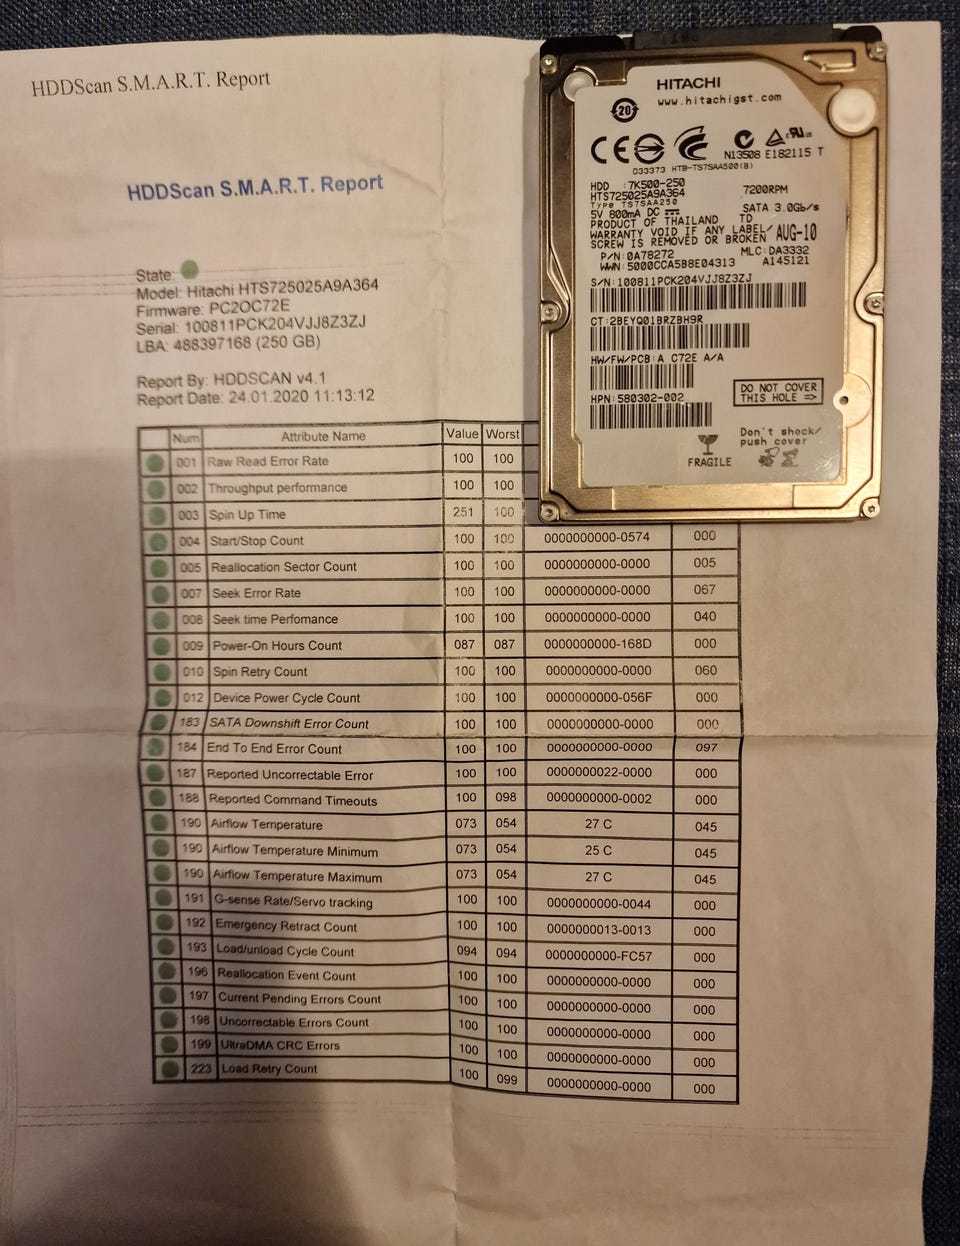 HDDScan S.M.A.R.T. Report
HDDScan S.M.A.R.T. Report
State:
Model: Hitachi HTS725025A9A364
Firmware: PC2OC72E
Serial: 100811PCK204VJJ8Z3ZJ
LBA: 488397168 (250 GB)
Report By: HDDSCAN v4.1
Report Date: 24.01.2020 11:13:12
Num Attribute Name Value Worst
001 Raw Read Error Rate 100 100
002 Throughput performance 100 100
003 Spin Up Time 251 100
004 Start/Stop Count 100 100 0000000000-0574 000
005 Reallocation Sector Count 100 100 0000000000-0000 005
007 Seek Error Rate 100 100 0000000000-0000 067
008 Seek time Perfomance 100 100 0000000000-0000 040
009 Power-On Hours Count 087 087 0000000000-168D 000
010 Spin Retry Count 100 100 0000000000-0000 060
012 Device Power Cycle Count 100 100 0000000000-056F 000
183 SATA Downshift Error Count 100 100 0000000000-0000 000
184 End To End Error Count 100 100 0000000000-0000 097
187 Reported Uncorrectable Error 100 100 0000000022-0000 000
188 Reported Command Timeouts 100 098 0000000000-0002 000
190 Airflow Temperature 073 054 27 C 045
190 Airflow Temperature Minimum 073 054 25 C 045
190 Airflow Temperature Maximum 073 054 27 C 045
191 G-sense Rate/Servo tracking 100 100 0000000000-0044 000
192 Emergency Retract Count 100 100 0000000013-0013 000
193 Load/unload Cycle Count 094 094 0000000000-FC57 000
196 Reallocation Event Count 100 100 0000000000-0000 000
197 Current Pending Errors Count 100 100 0000000000-0000 000
198 Uncorrectable Errors Count 100 100 0000000000-0000 000
199 UltraDMA CRC Errors 100 100 0000000000-0000 000
223 Load Retry Count 100 099 0000000000-0000 000
HITACHI
www.hitachigst.com
20
CE
N13508 E182115 T
D33373 HTB-TS7SAA500(B)
HDD :7K500-250 7200RPM
HTS725025A9A364
Type TS7SAA250 SATA 3.0Gb/s
5V 800mA DC
PRODUCT OF THAILAND TD
WARRANTY VOID IF ANY LABEL/ AUG-10
SCREW IS REMOVED OR BROKEN
P/N:0A78272 MLC:DA3332
WWN:5000CCA5B8E04313 A145121
S/N:100811PCK204VJJ8Z3ZJ
CT:2BEYQ01BRZBH9R
HW/FW/PCB:A C72E A/A
DO NOT COVER
THIS HOLE
HPN:580302-002
Don't shock/
push cover
FRAGILE